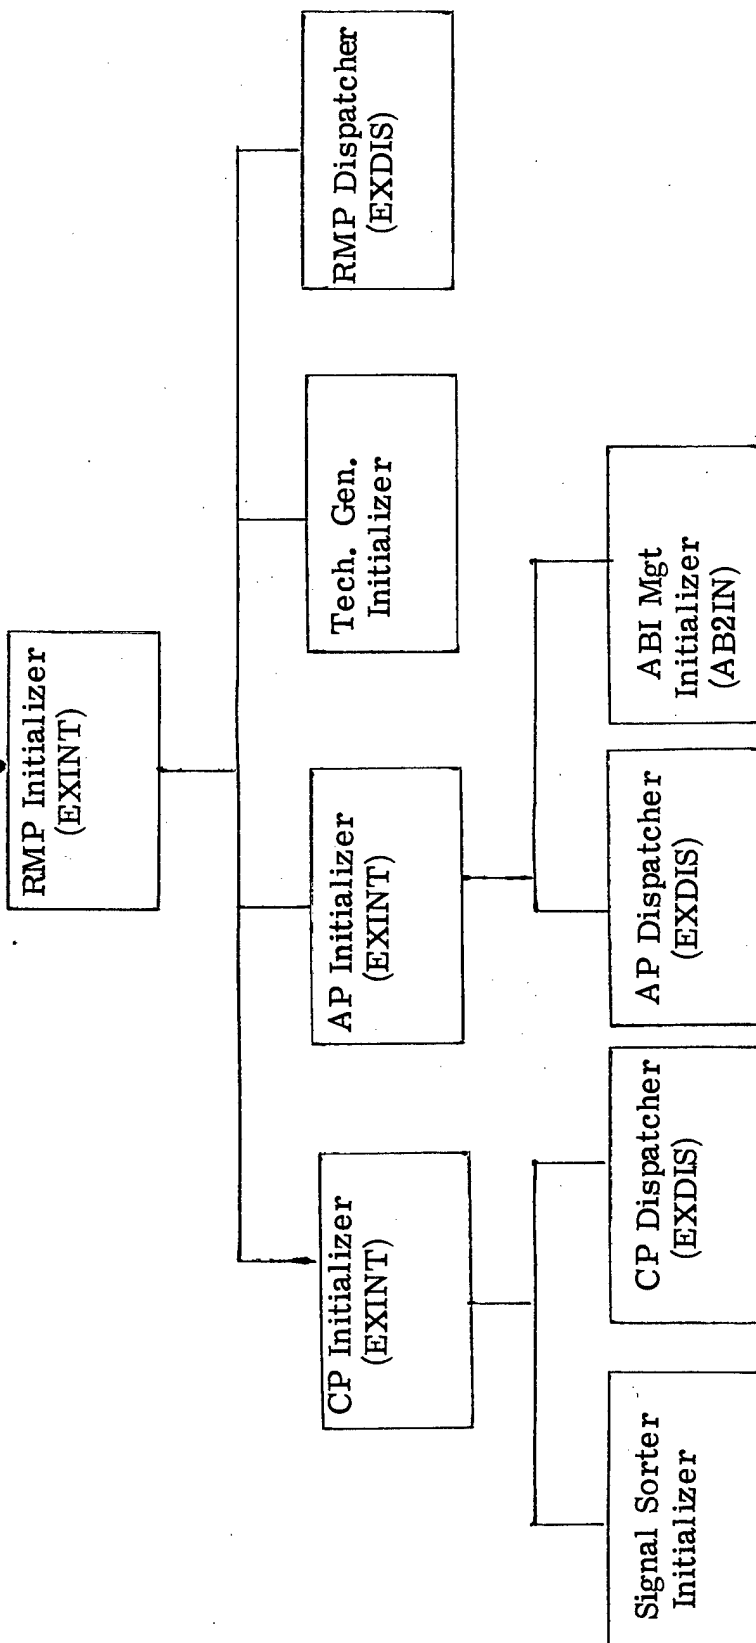 RMP Initializer
(EXINT)
CP Initializer
(EXINT)
AP Initializer
(EXINT)
Tech. Gen.
Initializer
RMP Dispatcher
(EXDIS)
Signal Sorter
Initializer
CP Dispatcher
(EXDIS)
AP Dispatcher
(EXDIS)
ABI Mgt
Initializer
(AB2IN)